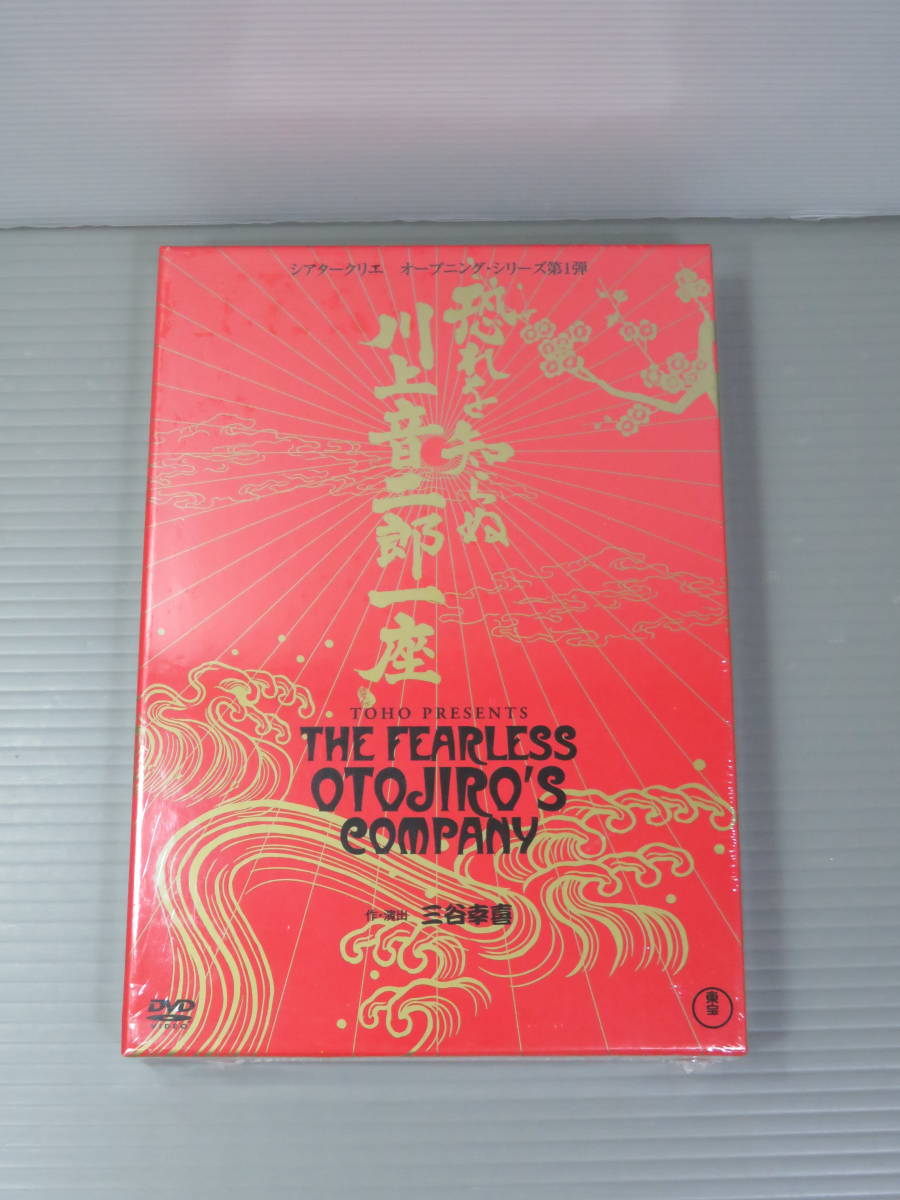 シアタークリエ　オープニング・シリーズ第1弾
恐れを知らぬ
川上音二郎一座
TOHO PRESENTS
THE FEARLESS
OTOJIRO'S
COMPANY
作・演出 三谷幸喜
DVD
VIDEO
東宝